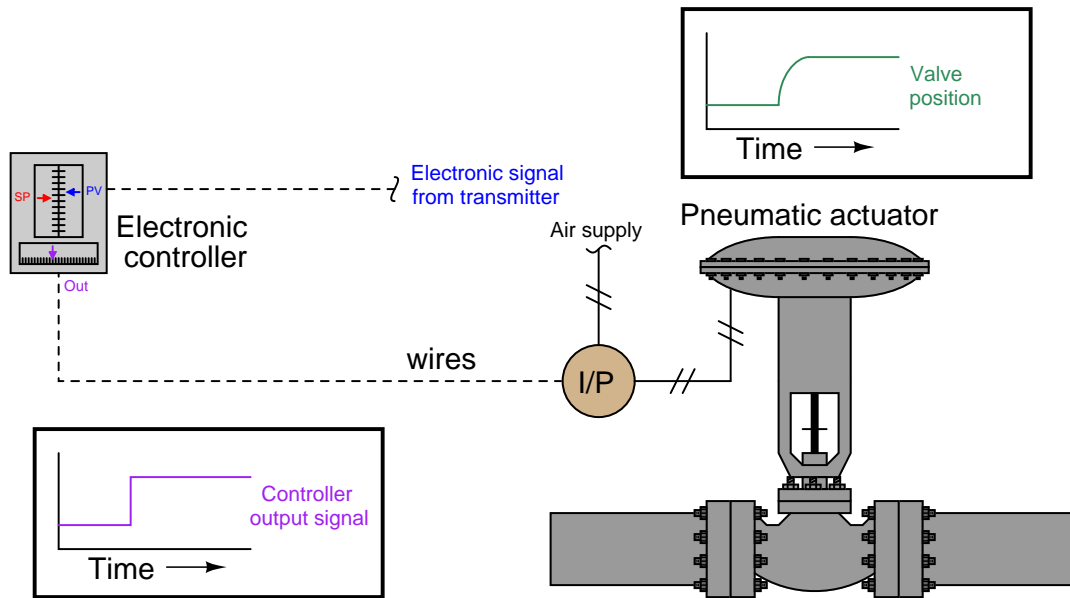 Valve
position
Time
SP
PV
Electronic signal
from transmitter
Electronic
controller
Out
Air supply
Pneumatic actuator
wires
I/P
Controller
output signal
Time